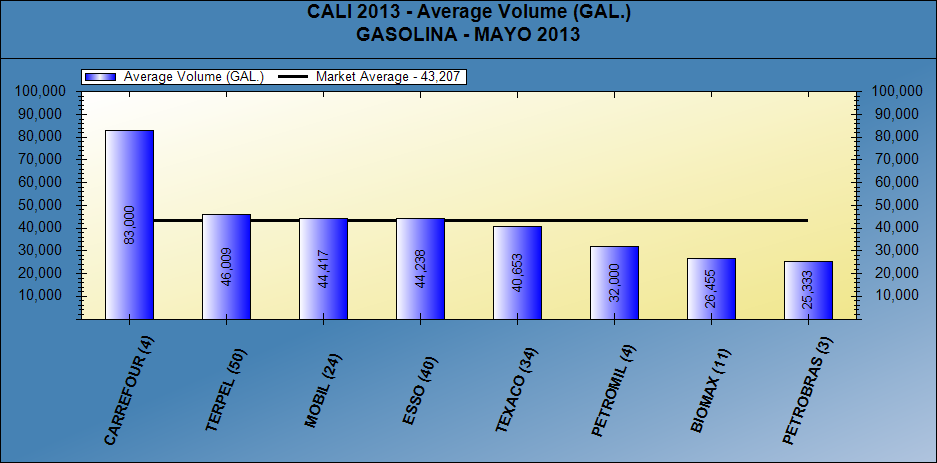 CALI 2013 - Average Volume (GAL.)
GASOLINA - MAYO 2013
Average Volume (GAL.)
Market Average - 43,207
100,000
90,000
80,000
70,000
60,000
50,000
40,000
30,000
20,000
10,000
100,000
90,000
80,000
70,000
60,000
50,000
40,000
30,000
20,000
10,000
83,000
46,009
44,417
44,238
40,653
32,000
26,455
25,333
CARREFOUR (4)
TERPEL (50)
MOBIL (24)
ESSO (40)
TEXACO (34)
PETROMIL (4)
BIOMAX (11)
PETROBRAS (3)